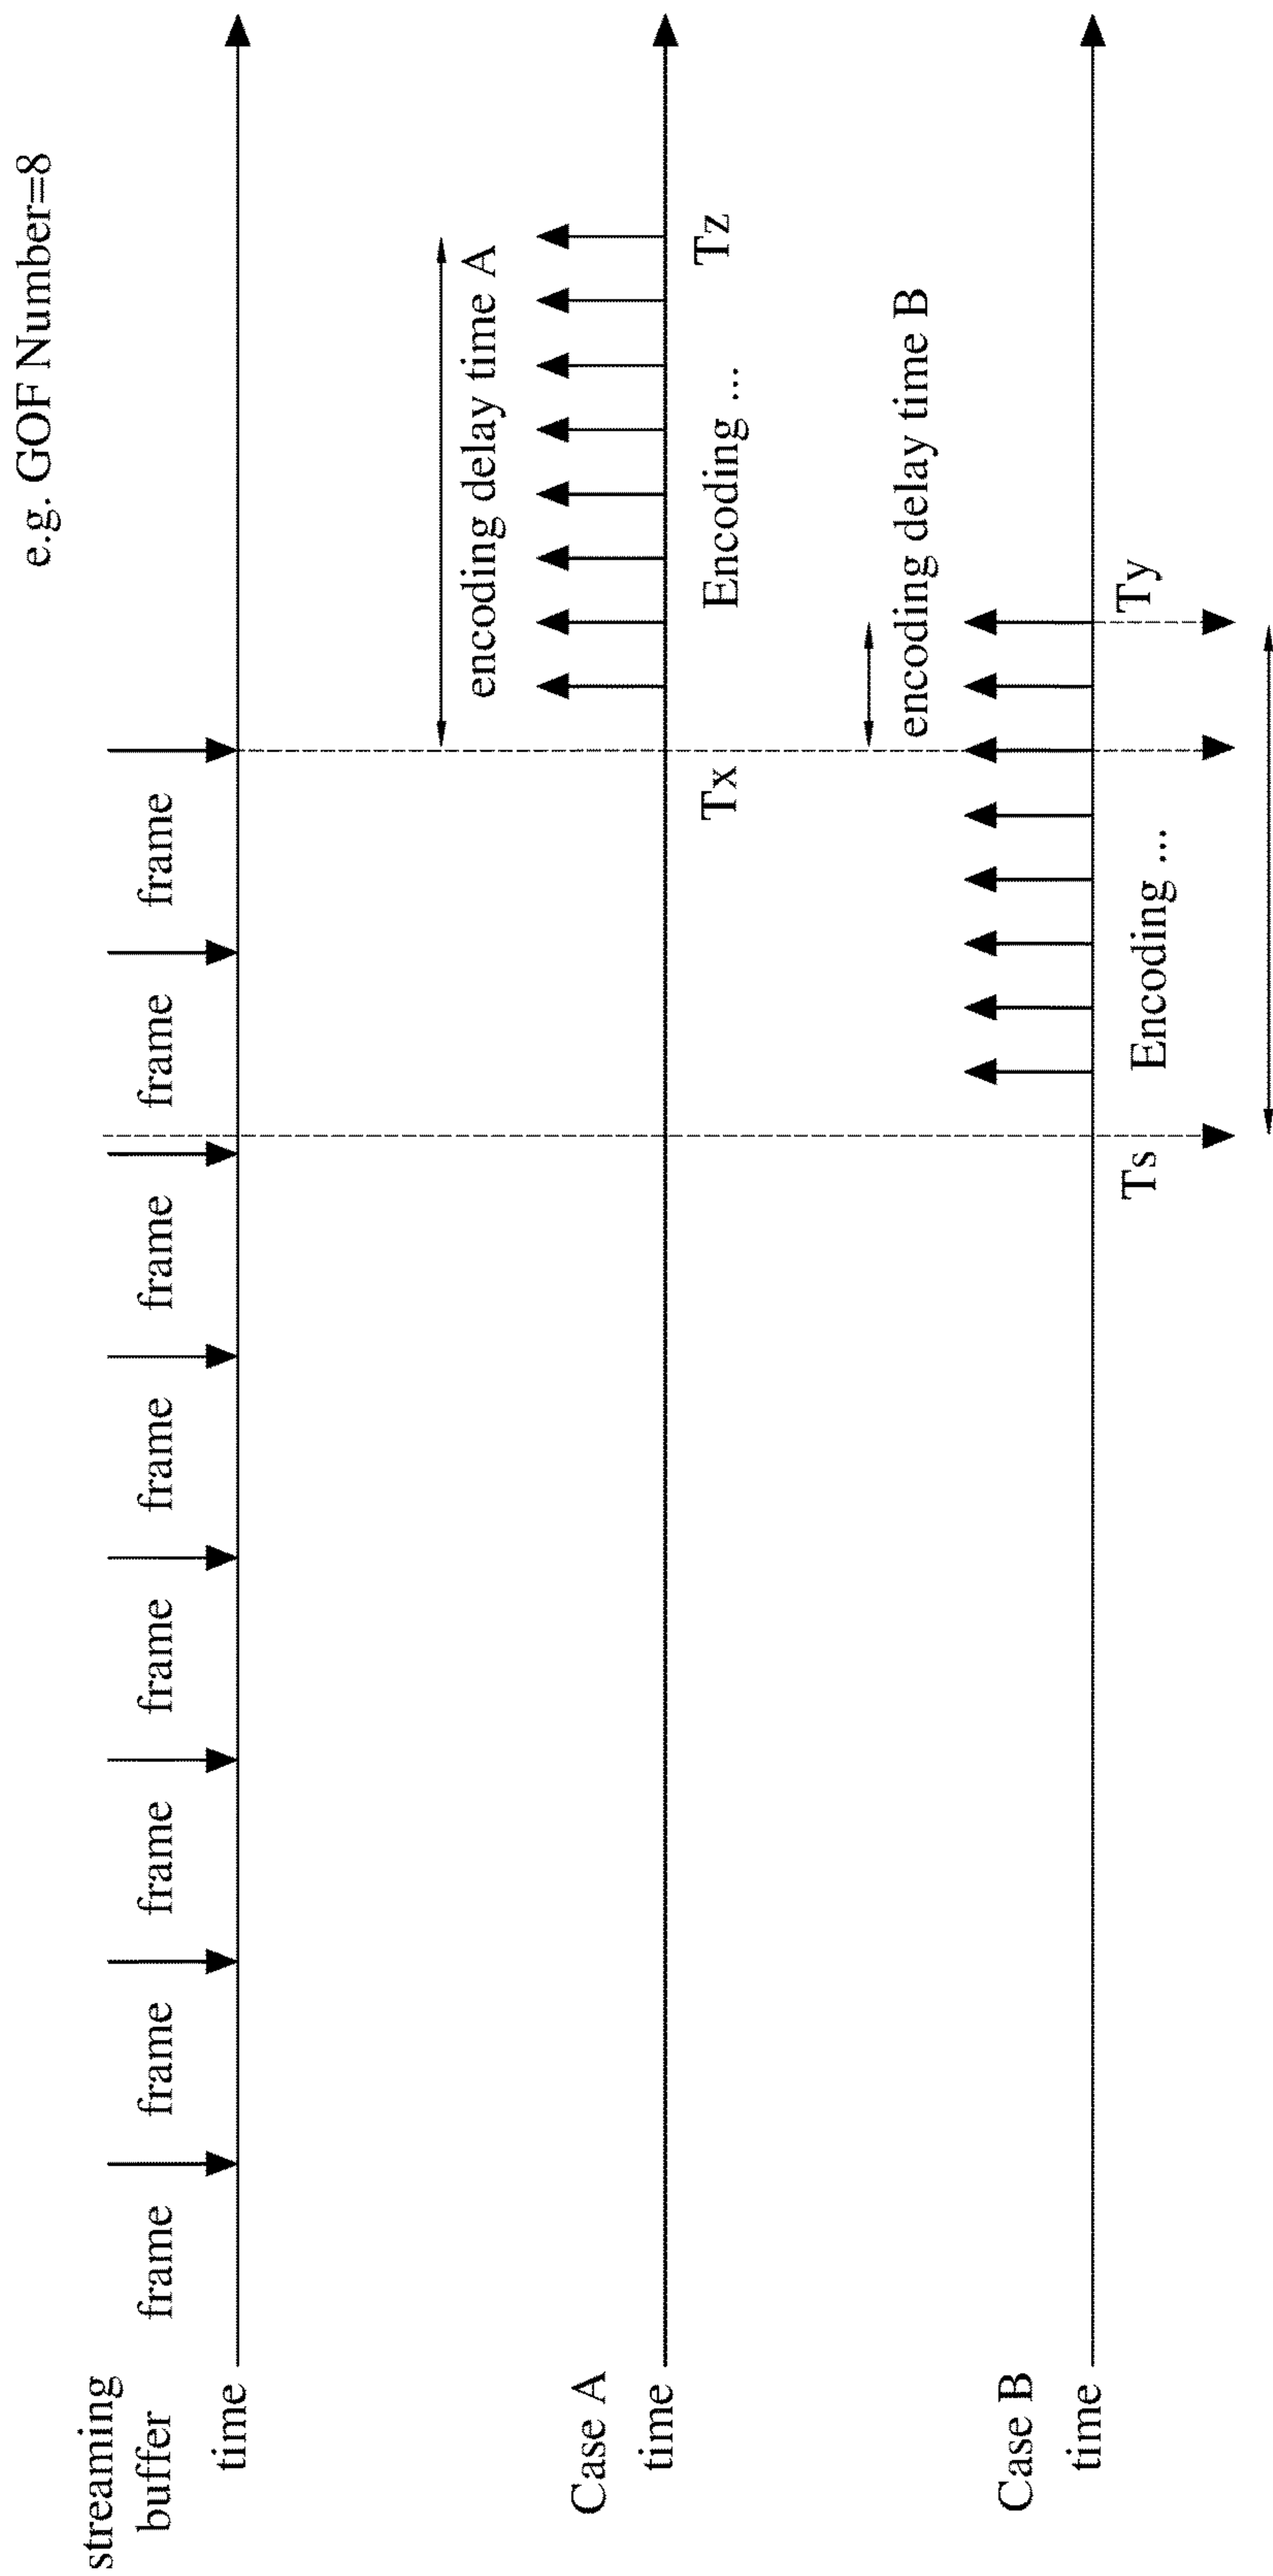 e.g. GOF Number=8
streaming
buffer
frame
frame
frame
frame
frame
frame
frame
frame
time
encoding delay time A
Case A
time
Tx
Encoding ...
Tz
encoding delay time B
Case B
time
Ts
Encoding ...
Ty